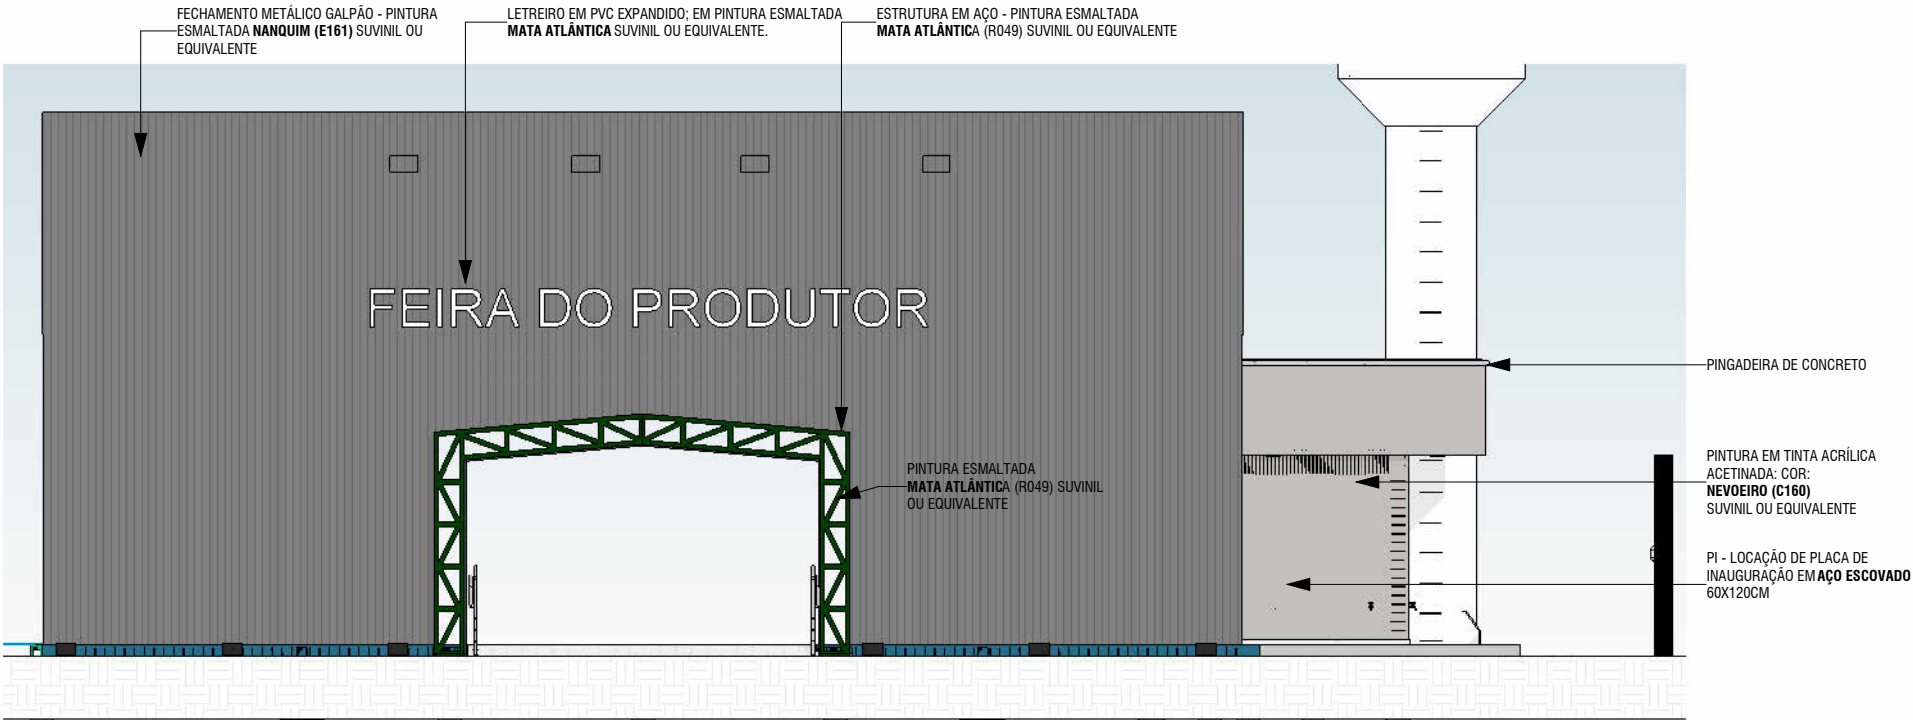 FECHAMENTO METÁLICO GALPÃO - PINTURA
ESMALTADA NANQUIM (E161) SUVINIL OU
EQUIVALENTE
LETREIRO EM PVC EXPANDIDO; EM PINTURA ESMALTADA
MATA ATLÂNTICA SUVINIL OU EQUIVALENTE.
ESTRUTURA EM AÇO - PINTURA ESMALTADA
MATA ATLÂNTICA (R049) SUVINIL OU EQUIVALENTE
FEIRA DO PRODUTOR
PINGADEIRA DE CONCRETO
PINTURA ESMALTADA
MATA ATLÂNTICA (R049) SUVINIL
OU EQUIVALENTE
PINTURA EM TINTA ACRÍLICA
ACETINADA: COR:
NEVOEIRO (C160)
SUVINIL OU EQUIVALENTE
PI - LOCAÇÃO DE PLACA DE
INAUGURAÇÃO EM AÇO ESCOVADO
60X120CM